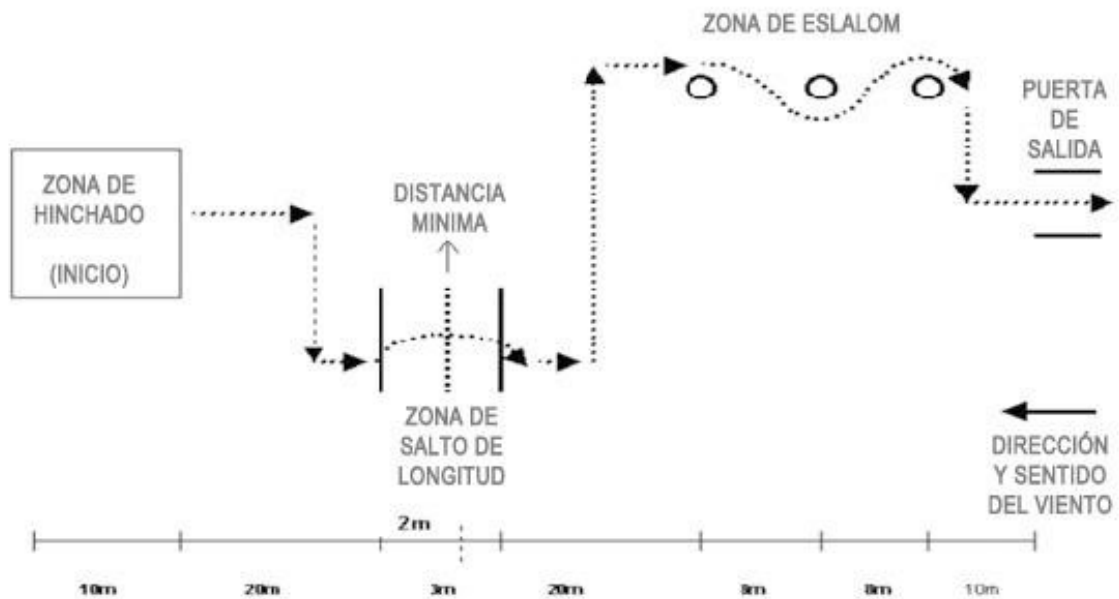 ZONA DE ESLALOM
PUERTA
DE
SALIDA
ZONA DE
HINCHADO
(INICIO)
DISTANCIA
MINIMA
ZONA DE
SALTO DE
LONGITUD
DIRECCIÓN
Y SENTIDO
DEL VIENTO
2m
10m 20m 3m 20m 8m 8m 10m